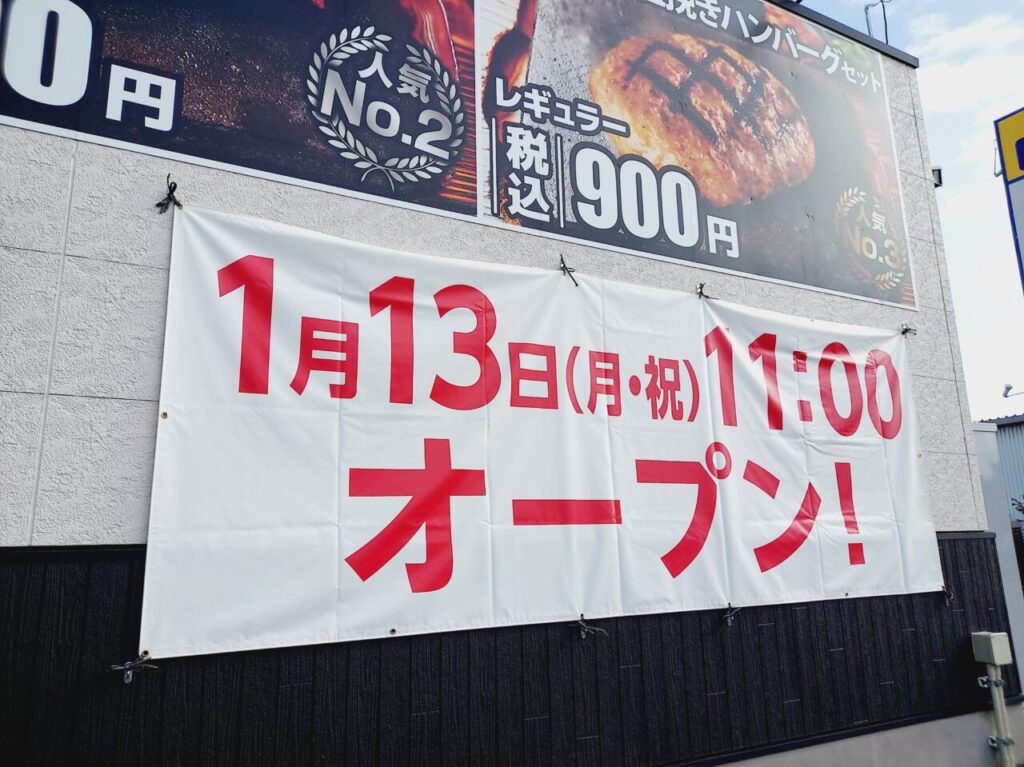 0円
人気
No.2
挽きハンバーグセット
レギュラー
税込
900円
人気
No.3
1月13日(月・祝)11:00
オープン!